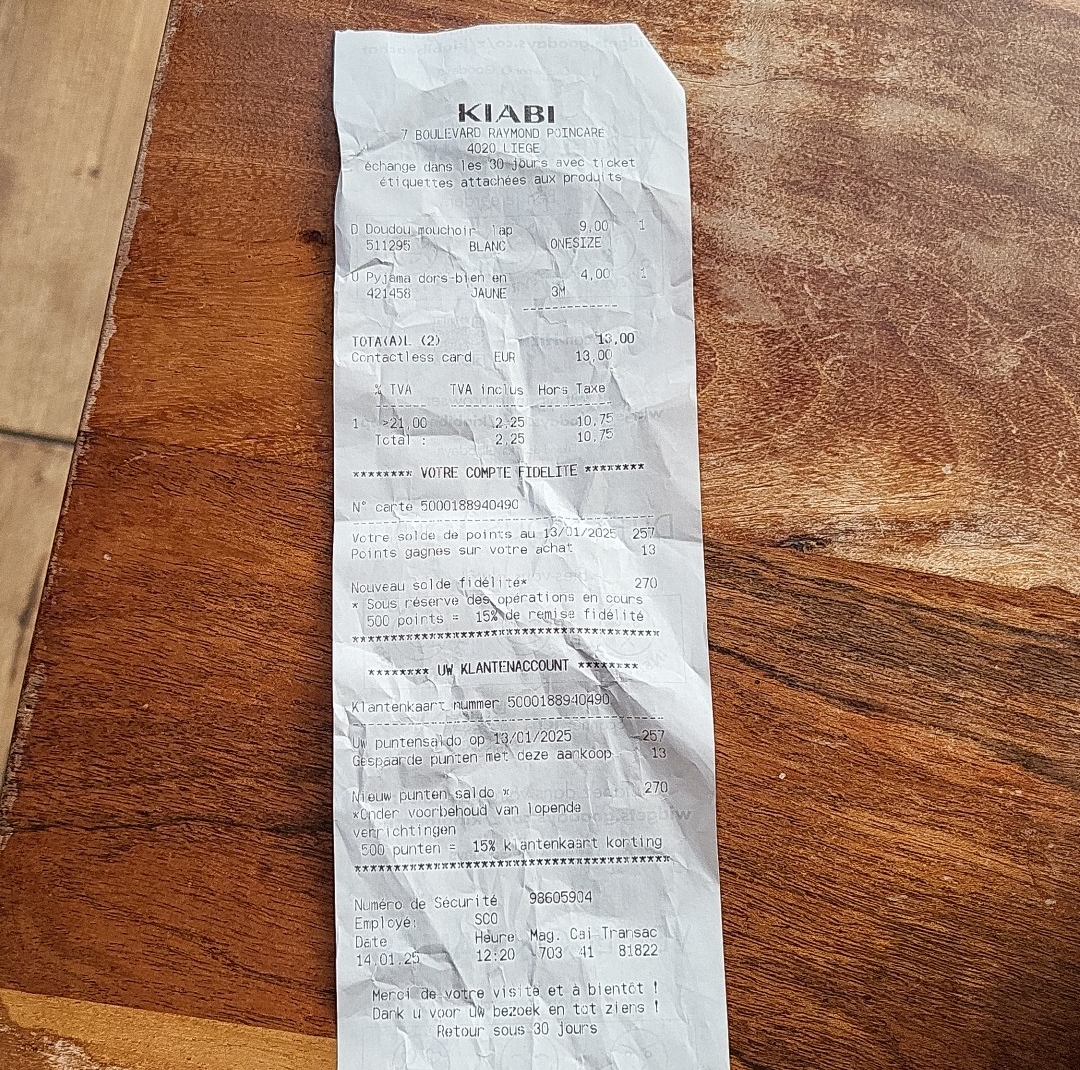 KIABI
7 BOULEVARD RAYMOND POINCARE
4020 LIEGE
échange dans les 30 jours avec ticket
étiquettes attachées aux produits
D Doudou mouchoir lap 9,00 1
511295 BLANC ONESIZE
U Pyjama dors-bien en 4,00 1
421458 JAUNE 3M
---------------
TOTA(A)L (2) 13,00
Contactless card EUR 13,00
% TVA TVA inclus Hors Taxe
1 >21,00 2,25 10,75
Total : 2,25 10,75
******** VOTRE COMPTE FIDELITE ********
N° carte 5000188940490
Votre solde de points au 13/01/2025 257
Points gagnes sur votre achat 13
Nouveau solde fidélité* 270
* Sous réserve des opérations en cours
500 points = 15% de remise fidélité
****************************************
******** UW KLANTENACCOUNT ********
Klantenkaart nummer 5000188940490
Uw puntensaldo op 13/01/2025 257
Gespaarde punten met deze aankoop 13
Nieuw punten saldo * 270
*Onder voorbehoud van lopende
verrichtingen
500 punten = 15% klantenkaart korting
****************************************
Numéro de Sécurité 98605904
Employé: SCO
Date Heure Mag. Cai Transac
14.01.25 12:20 703 41 81822
Merci de votre visite et à bientôt !
Dank u voor uw bezoek en tot ziens !
Retour sous 30 jours